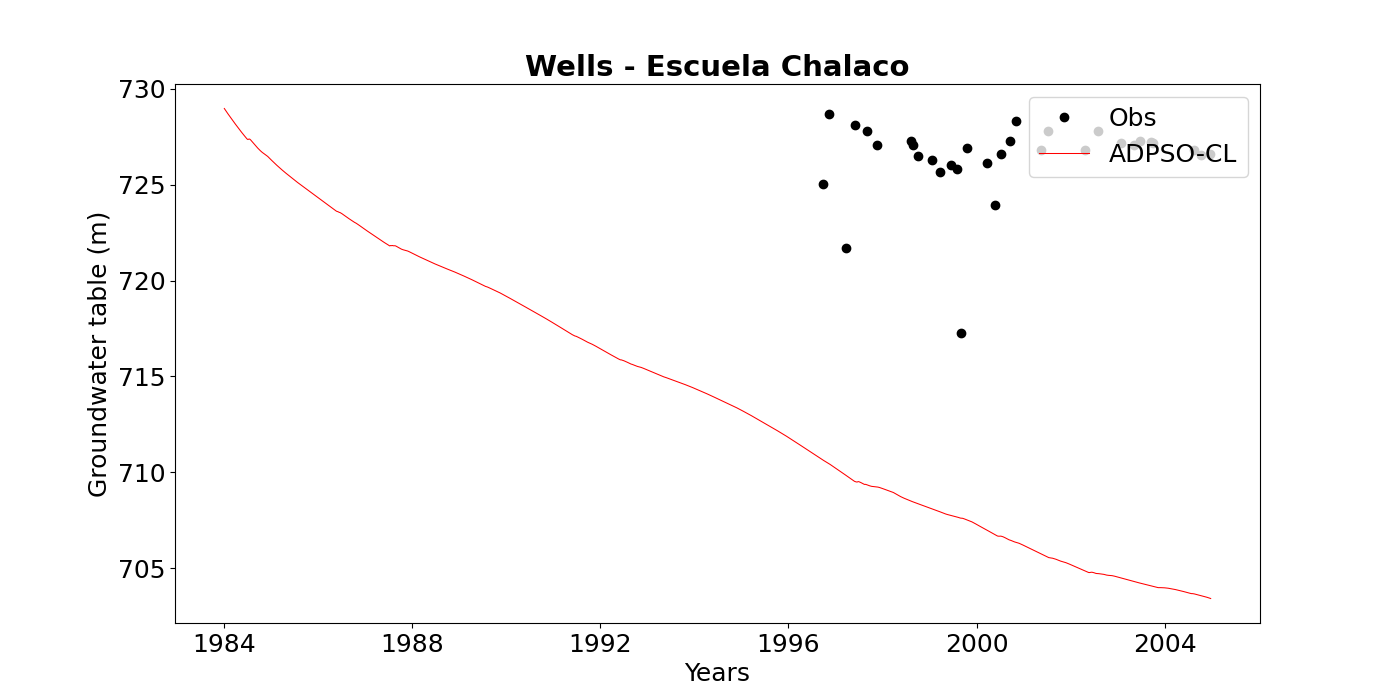 Wells - Escuela Chalaco
730
725
720
715
710
705
Groundwater table (m)
Obs
ADPSO-CL
1984 1988 1992 1996 2000 2004
Years